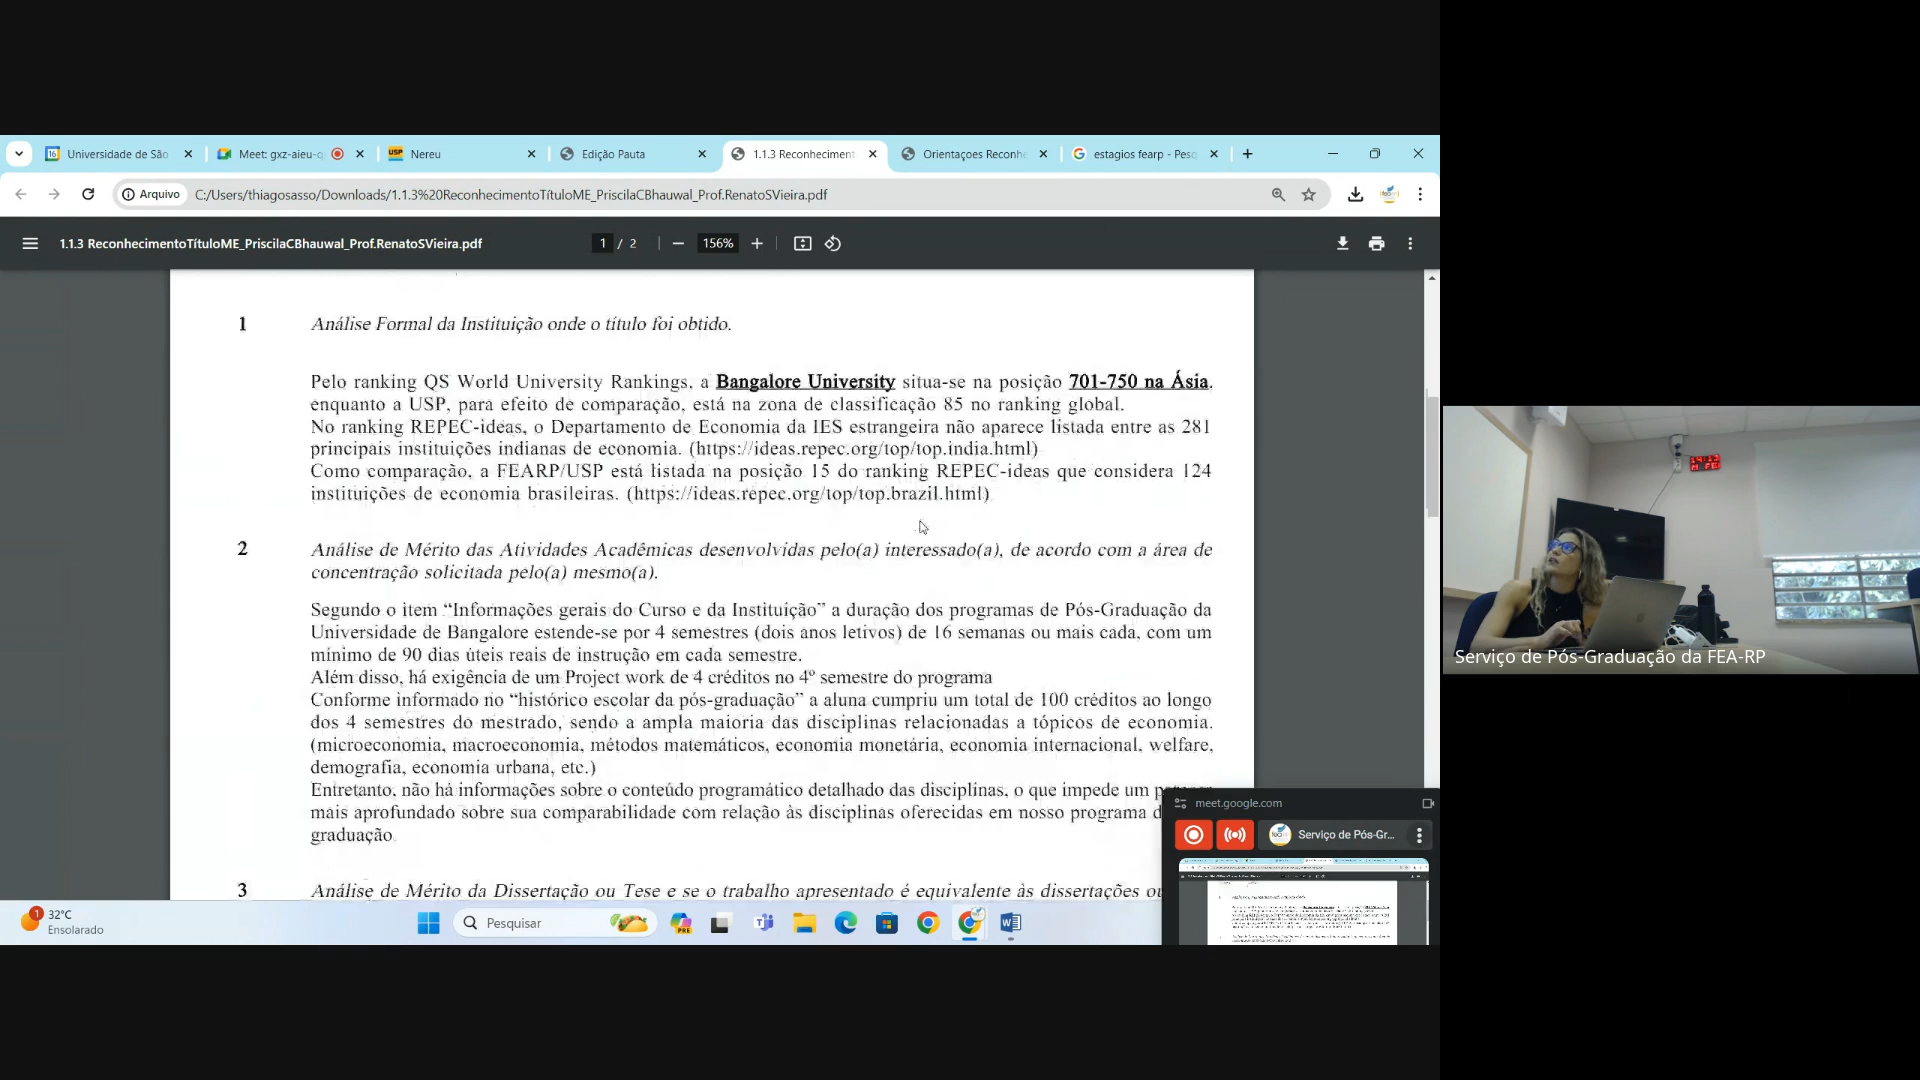 Universidade de São
Meet: gxz-aieu-q
USP Nereu
Edição Pauta
1.1.3 Reconheciment
Orientaçoes Reconhe
estagios fearp - Pesq
Arquivo
C:/Users/thiagosasso/Downloads/1.1.3%20ReconhecimentoTítuloME_PriscilaCBhauwal_Prof.RenatoSVieira.pdf
1.1.3 ReconhecimentoTítuloME_PriscilaCBhauwal_Prof.RenatoSVieira.pdf
1 / 2
156%
1 Análise Formal da Instituição onde o título foi obtido.
Pelo ranking QS World University Rankings, a Bangalore University situa-se na posição 701-750 na Ásia,
enquanto a USP, para efeito de comparação, está na zona de classificação 85 no ranking global.
No ranking REPEC-ideas, o Departamento de Economia da IES estrangeira não aparece listada entre as 281
principais instituições indianas de economia. (https://ideas.repec.org/top/top.india.html)
Como comparação, a FEARP/USP está listada na posição 15 do ranking REPEC-ideas que considera 124
instituições de economia brasileiras. (https://ideas.repec.org/top/top.brazil.html)
2 Análise de Mérito das Atividades Acadêmicas desenvolvidas pelo(a) interessado(a), de acordo com a área de
concentração solicitada pelo(a) mesmo(a).
Segundo o item “Informações gerais do Curso e da Instituição” a duração dos programas de Pós-Graduação da
Universidade de Bangalore estende-se por 4 semestres (dois anos letivos) de 16 semanas ou mais cada, com um
mínimo de 90 dias úteis reais de instrução em cada semestre.
Além disso, há exigência de um Project work de 4 créditos no 4º semestre do programa
Conforme informado no “histórico escolar da pós-graduação” a aluna cumpriu um total de 100 créditos ao longo
dos 4 semestres do mestrado, sendo a ampla maioria das disciplinas relacionadas a tópicos de economia.
(microeconomia, macroeconomia, métodos matemáticos, economia monetária, economia internacional, welfare,
demografia, economia urbana, etc.)
Entretanto, não há informações sobre o conteúdo programático detalhado das disciplinas, o que impede um
mais aprofundado sobre sua comparabilidade com relação às disciplinas oferecidas em nosso programa
graduação.
3 Análise de Mérito da Dissertação ou Tese e se o trabalho apresentado é equivalente às dissertações ou
meet.google.com
Serviço de Pós-Gr...
1
32°C
Ensolarado
Pesquisar
PRE
Serviço de Pós-Graduação da FEA-RP